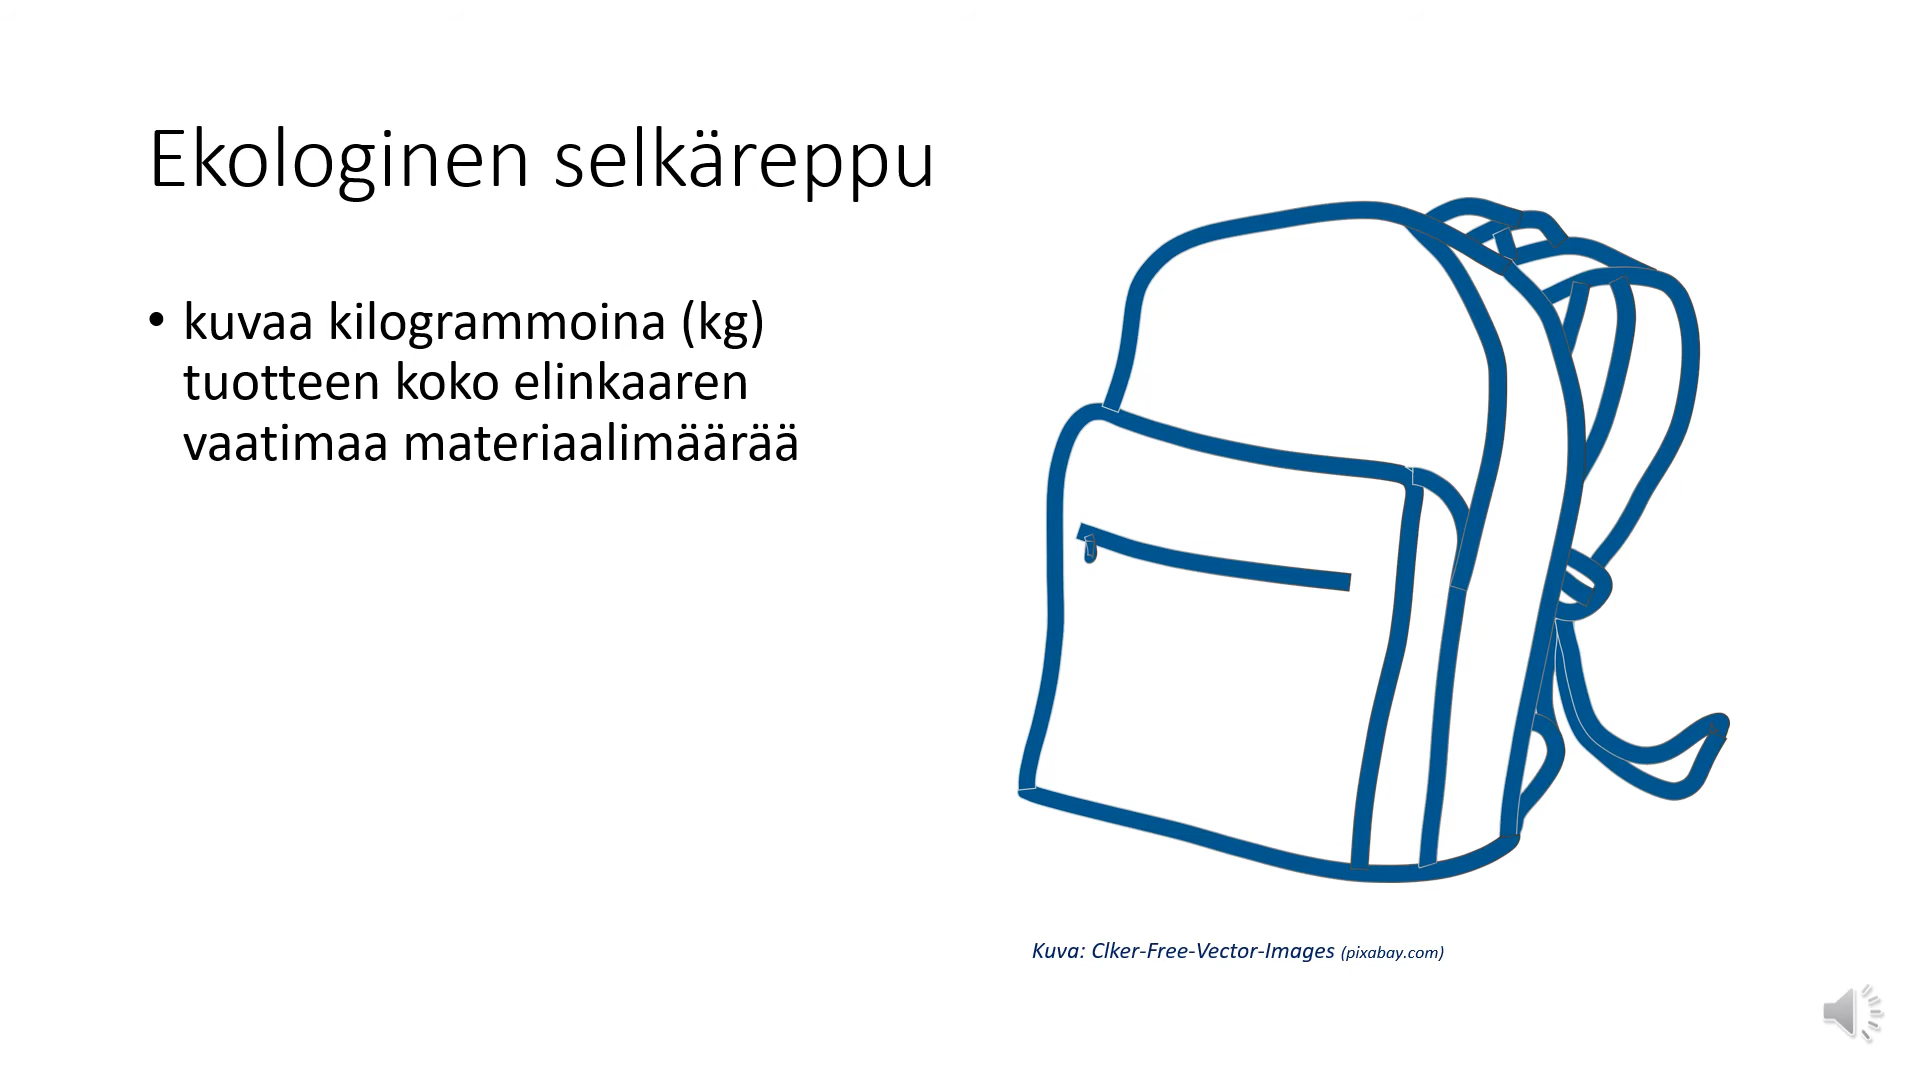 Ekologinen selkäreppu
• kuvaa kilogrammoina (kg)
tuotteen koko elinkaaren
vaatimaa materiaalimäärää
Kuva: Clker-Free-Vector-Images (pixabay.com)